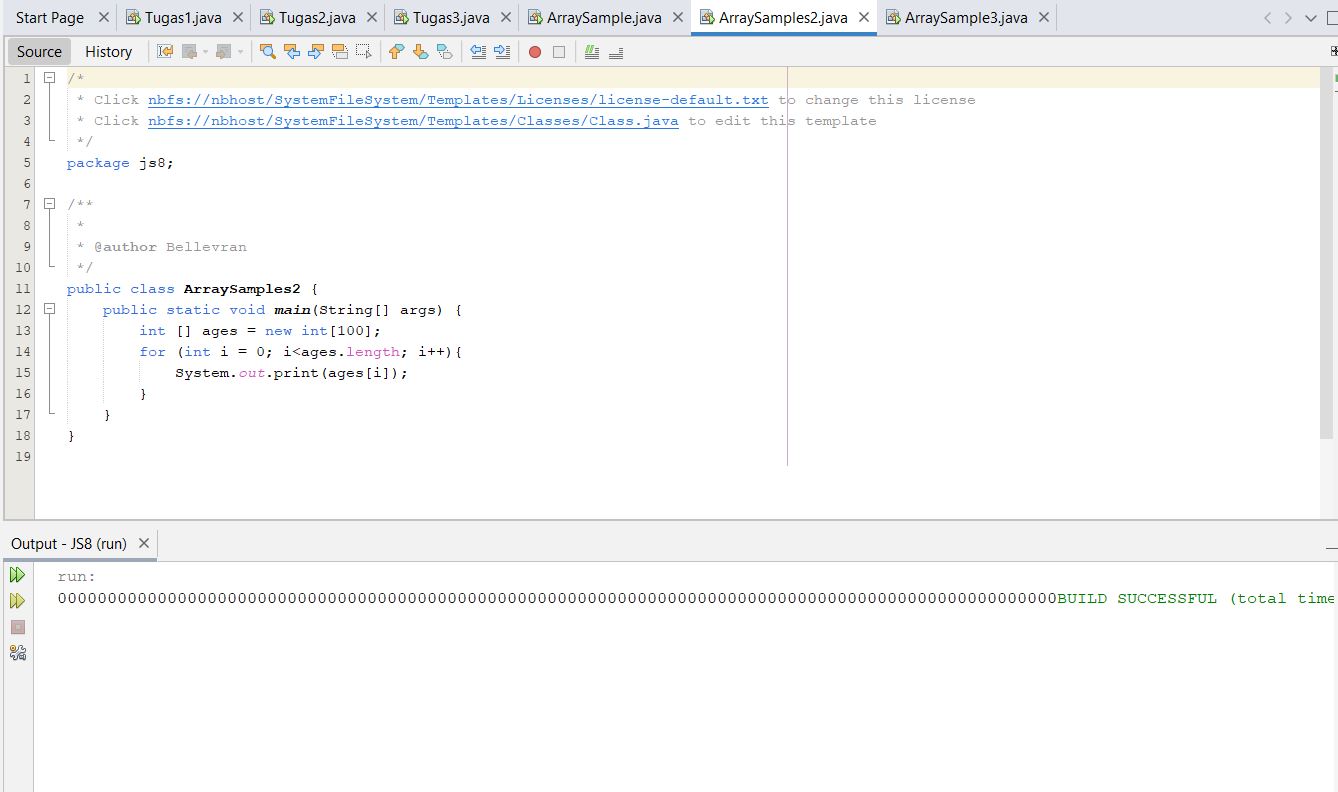 Start Page Tugas1.java Tugas2.java Tugas3.java ArraySample.java ArraySamples2.java ArraySample3.java
Source History
1 /*
2 * Click nbfs://nbhost/SystemFileSystem/Templates/Licenses/license-default.txt to change this license
3 * Click nbfs://nbhost/SystemFileSystem/Templates/Classes/Class.java to edit this template
4 */
5 package js8;
6
7 /**
8 *
9 * @author Bellevran
10 */
11 public class ArraySamples2 {
12 public static void main(String[] args) {
13 int [] ages = new int[100];
14 for (int i = 0; i<ages.length; i++){
15 System.out.print(ages[i]);
16 }
17 }
18 }
19
Output - JS8 (run)
run:
0000000000000000000000000000000000000000000000000000000000000000000000000000000000000000000000000000BUILD SUCCESSFUL (total time